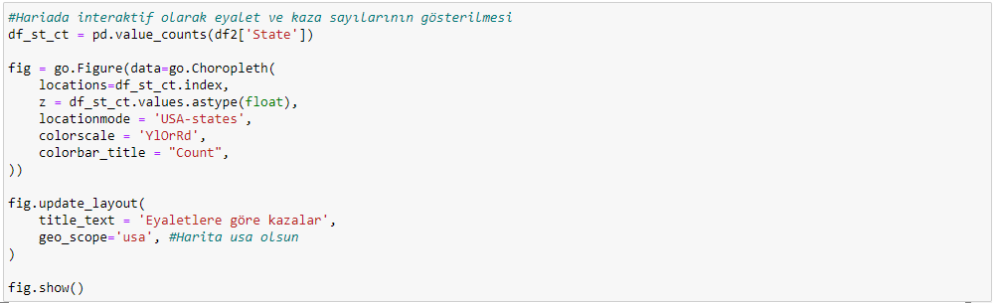 #Hariada interaktif olarak eyalet ve kaza sayılarının gösterilmesi
df_st_ct = pd.value_counts(df2['State'])
fig = go.Figure(data=go.Choropleth(
locations=df_st_ct.index,
z = df_st_ct.values.astype(float),
locationmode = 'USA-states',
colorscale = 'YlOrRd',
colorbar_title = "Count",
))
fig.update_layout(
title_text = 'Eyaletlere göre kazalar',
geo_scope='usa', #Harita usa olsun
)
fig.show()